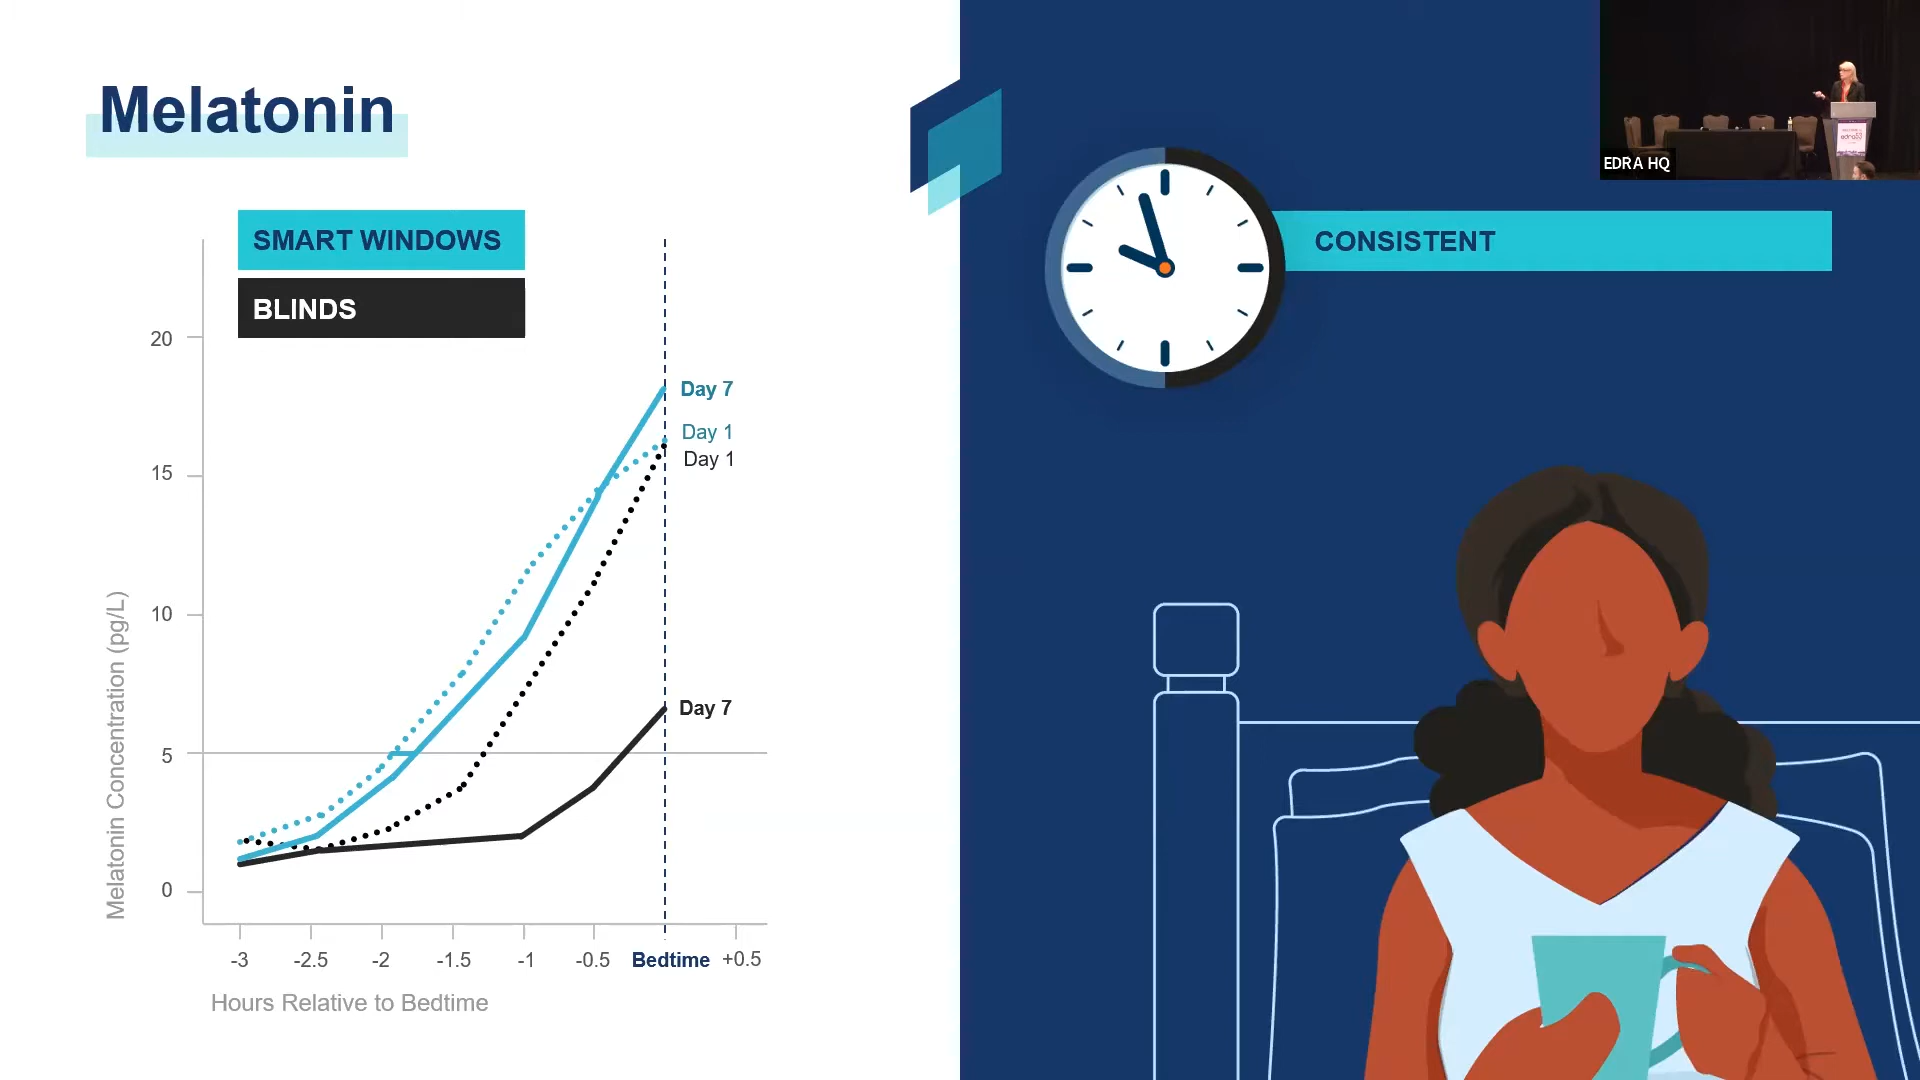 Melatonin
SMART WINDOWS
BLINDS
Melatonin Concentration (pg/L)
20
15
10
5
0
Day 7
Day 1
Day 1
Day 7
-3
-2.5
-2
-1.5
-1
-0.5
Bedtime
+0.5
Hours Relative to Bedtime
CONSISTENT
EDRA HQ